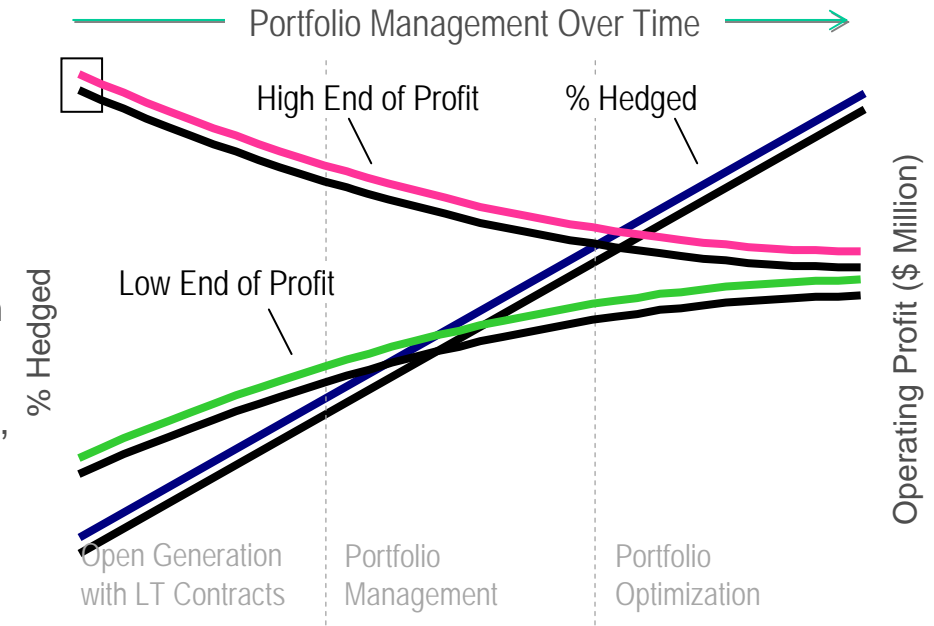 Portfolio Management Over Time
High End of Profit
% Hedged
Low End of Profit
% Hedged
Operating Profit ($ Million)
Open Generation
with LT Contracts
Portfolio
Management
Portfolio
Optimization